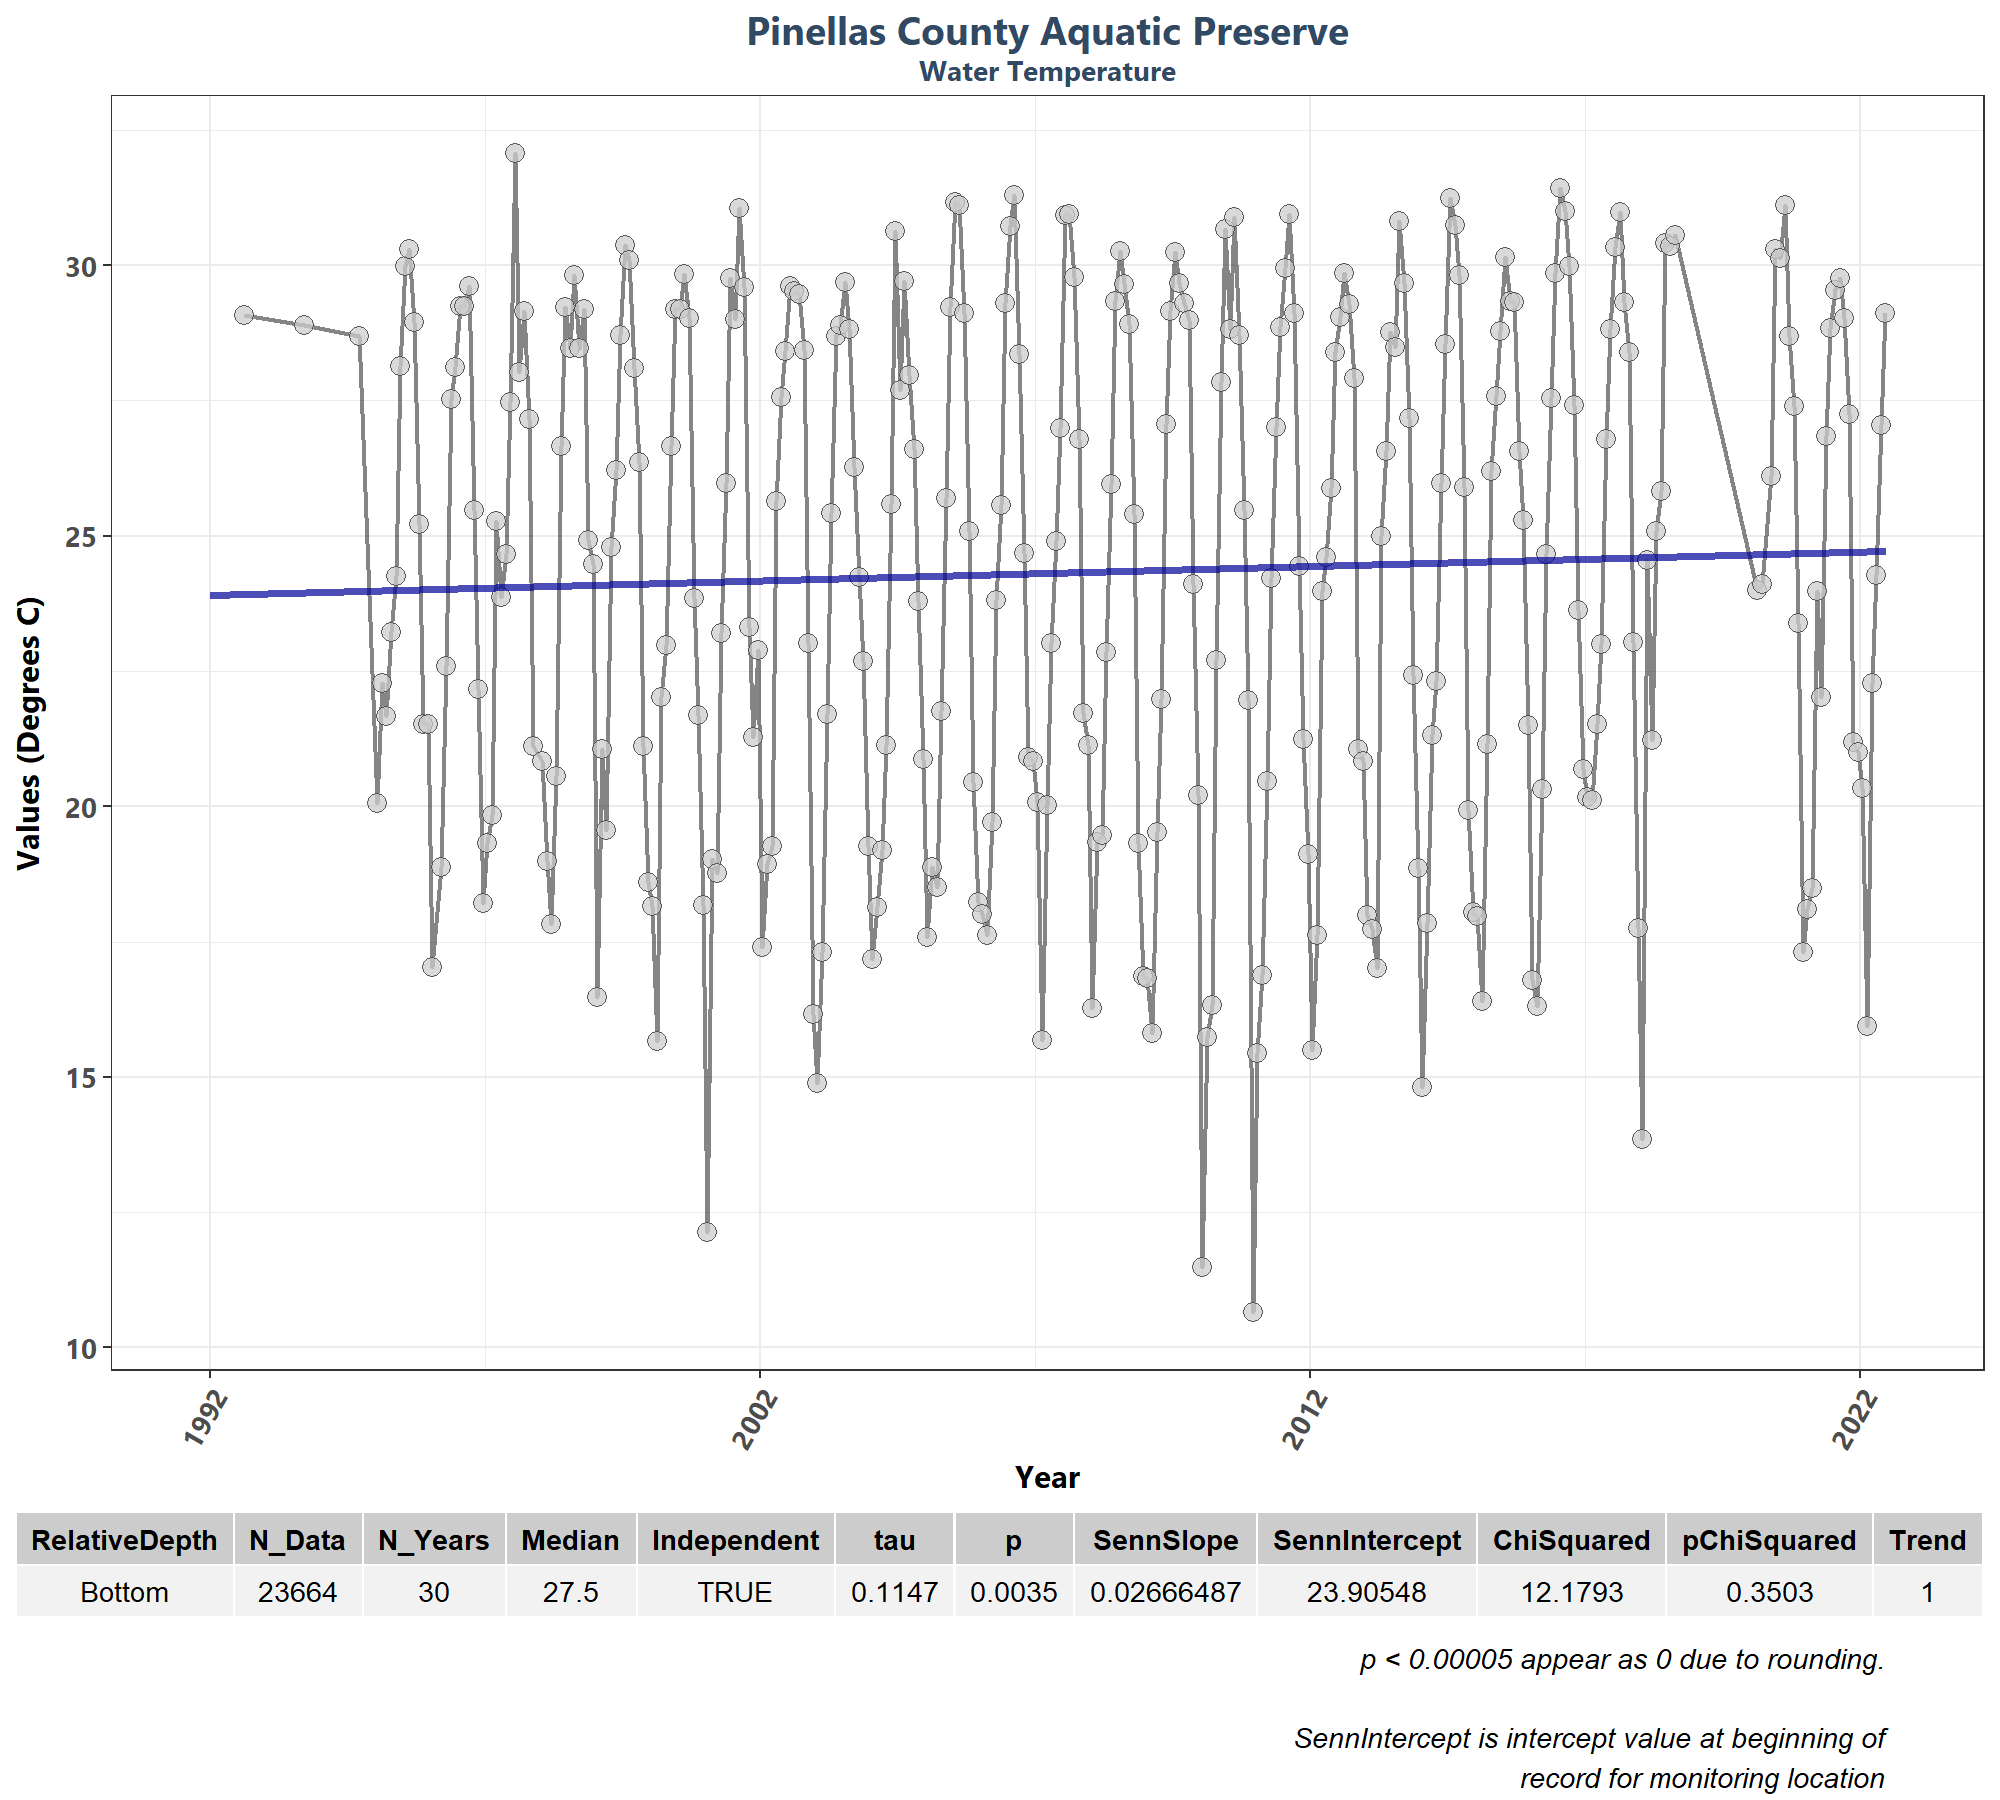 Pinellas County Aquatic Preserve
Water Temperature
Values (Degrees C)
30
25
20
15
10
1992
2002
2012
2022
Year
RelativeDepth N_Data N_Years Median Independent tau p SennSlope SennIntercept ChiSquared pChiSquared Trend
Bottom 23664 30 27.5 TRUE 0.1147 0.0035 0.02666487 23.90548 12.1793 0.3503 1
p < 0.00005 appear as 0 due to rounding.
SennIntercept is intercept value at beginning of
record for monitoring location